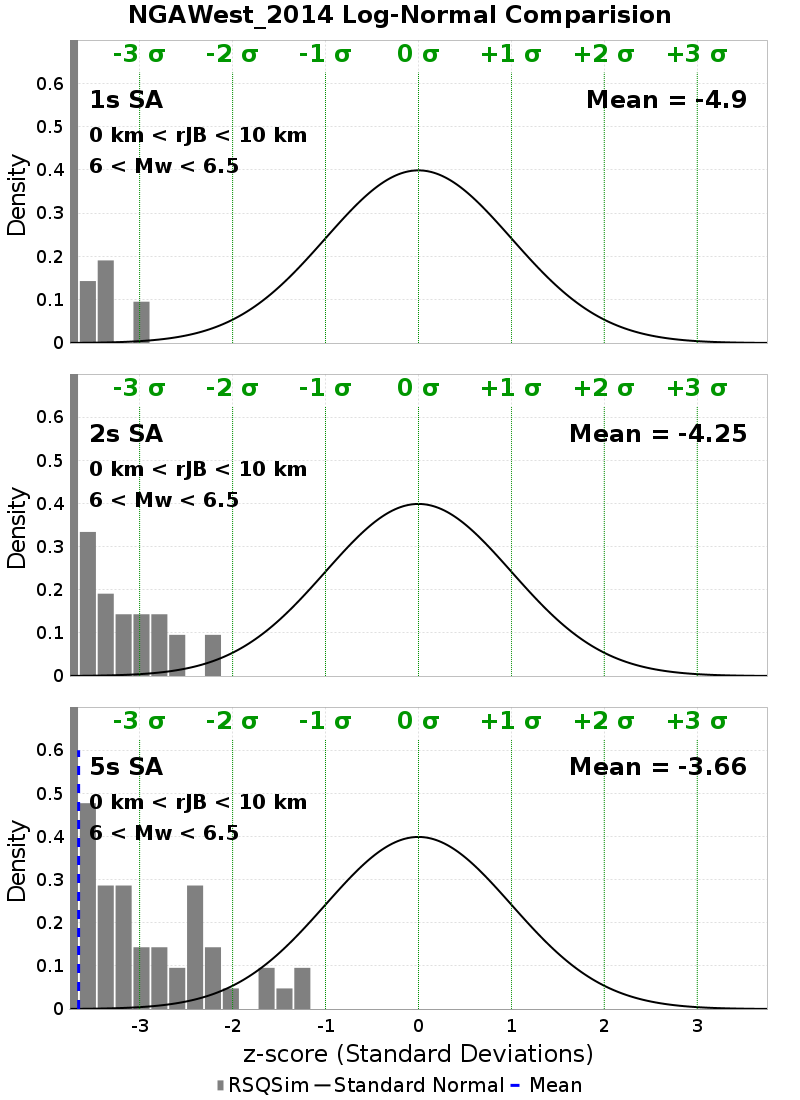 NGAWest_2014 Log-Normal Comparision
-3 σ -2 σ -1 σ 0 σ +1 σ +2 σ +3 σ
1s SA
Mean = -4.9
0 km < rJB < 10 km
6 < Mw < 6.5
Density
0.6
0.5
0.4
0.3
0.2
0.1
0
-3 σ -2 σ -1 σ 0 σ +1 σ +2 σ +3 σ
2s SA
Mean = -4.25
0 km < rJB < 10 km
6 < Mw < 6.5
Density
0.6
0.5
0.4
0.3
0.2
0.1
0
-3 σ -2 σ -1 σ 0 σ +1 σ +2 σ +3 σ
5s SA
Mean = -3.66
0 km < rJB < 10 km
6 < Mw < 6.5
Density
0.6
0.5
0.4
0.3
0.2
0.1
0
-3 -2 -1 0 1 2 3
z-score (Standard Deviations)
RSQSim Standard Normal Mean